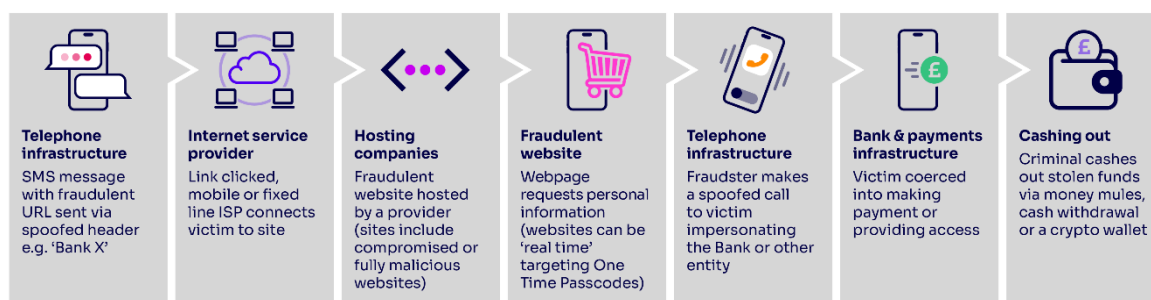 Telephone
infrastructure
SMS message
with fraudulent
URL sent via
spoofed header
e.g. ‘Bank X’
Internet service
provider
Link clicked,
mobile or fixed
line ISP connects
victim to site
Hosting
companies
Fraudulent
website hosted
by a provider
(sites include
compromised or
fully malicious
websites)
Fraudulent
website
Webpage
requests personal
information
(websites can be
‘real time’
targeting One
Time Passcodes)
Telephone
infrastructure
Fraudster makes
a spoofed call
to victim
impersonating
the Bank or other
entity
£
Bank & payments
infrastructure
Victim coerced
into making
payment or
providing access
£
Cashing out
Criminal cashes
out stolen funds
via money mules,
cash withdrawal
or a crypto wallet